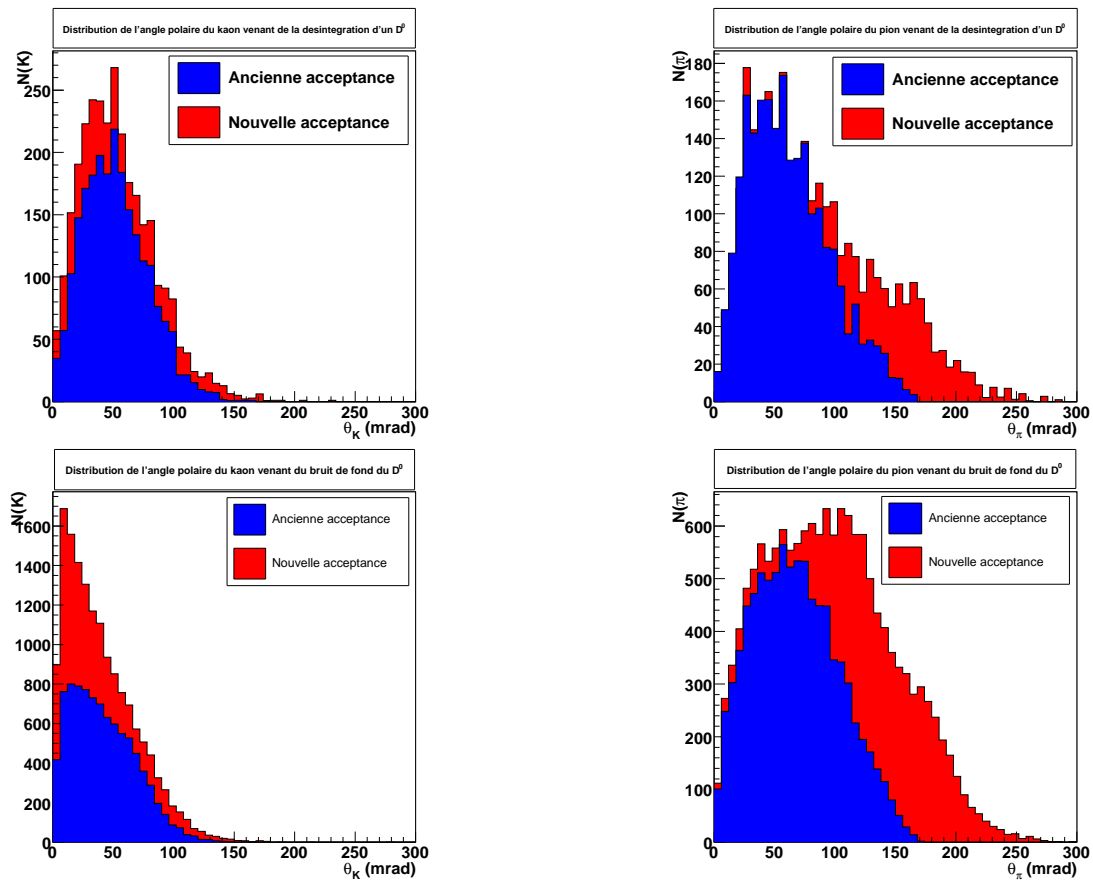 Distribution de l'angle polaire du kaon venant de la desintegration d'un D⁰
N(K)
Ancienne acceptance
Nouvelle acceptance
250
200
150
100
50
0
0 50 100 150 200 250 300
θ_K (mrad)
Distribution de l'angle polaire du pion venant de la desintegration d'un D⁰
N(π)
Ancienne acceptance
Nouvelle acceptance
180
160
140
120
100
80
60
40
20
0
0 50 100 150 200 250 300
θ_π (mrad)
Distribution de l'angle polaire du kaon venant du bruit de fond du D⁰
N(K)
Ancienne acceptance
Nouvelle acceptance
1600
1400
1200
1000
800
600
400
200
0
0 50 100 150 200 250 300
θ_K (mrad)
Distribution de l'angle polaire du pion venant du bruit de fond du D⁰
N(π)
Ancienne acceptance
Nouvelle acceptance
600
500
400
300
200
100
0
0 50 100 150 200 250 300
θ_π (mrad)